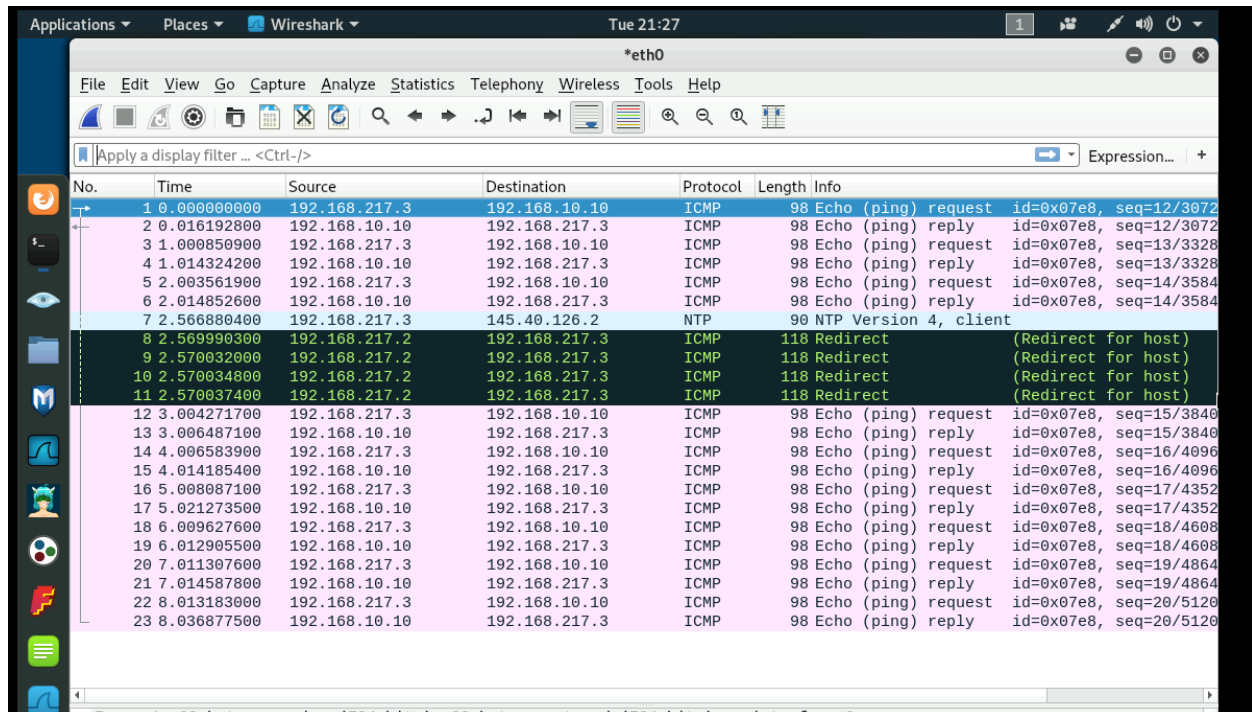 Applications ▾ Places ▾ Wireshark ▾ Tue 21:27 1
*eth0
File Edit View Go Capture Analyze Statistics Telephony Wireless Tools Help
Apply a display filter ... <Ctrl-/> Expression... +
No. Time Source Destination Protocol Length Info
1 0.000000000 192.168.217.3 192.168.10.10 ICMP 98 Echo (ping) request id=0x07e8, seq=12/3072
2 0.016192800 192.168.10.10 192.168.217.3 ICMP 98 Echo (ping) reply id=0x07e8, seq=12/3072
3 1.000850900 192.168.217.3 192.168.10.10 ICMP 98 Echo (ping) request id=0x07e8, seq=13/3328
4 1.014324200 192.168.10.10 192.168.217.3 ICMP 98 Echo (ping) reply id=0x07e8, seq=13/3328
5 2.003561900 192.168.217.3 192.168.10.10 ICMP 98 Echo (ping) request id=0x07e8, seq=14/3584
6 2.014852600 192.168.10.10 192.168.217.3 ICMP 98 Echo (ping) reply id=0x07e8, seq=14/3584
7 2.566880400 192.168.217.3 145.40.126.2 NTP 90 NTP Version 4, client
8 2.569990300 192.168.217.2 192.168.217.3 ICMP 118 Redirect (Redirect for host)
9 2.570032000 192.168.217.2 192.168.217.3 ICMP 118 Redirect (Redirect for host)
10 2.570034800 192.168.217.2 192.168.217.3 ICMP 118 Redirect (Redirect for host)
11 2.570037400 192.168.217.2 192.168.217.3 ICMP 118 Redirect (Redirect for host)
12 3.004271700 192.168.217.3 192.168.10.10 ICMP 98 Echo (ping) request id=0x07e8, seq=15/3840
13 3.006487100 192.168.10.10 192.168.217.3 ICMP 98 Echo (ping) reply id=0x07e8, seq=15/3840
14 4.006583900 192.168.217.3 192.168.10.10 ICMP 98 Echo (ping) request id=0x07e8, seq=16/4096
15 4.014185400 192.168.10.10 192.168.217.3 ICMP 98 Echo (ping) reply id=0x07e8, seq=16/4096
16 5.008087100 192.168.217.3 192.168.10.10 ICMP 98 Echo (ping) request id=0x07e8, seq=17/4352
17 5.021273500 192.168.10.10 192.168.217.3 ICMP 98 Echo (ping) reply id=0x07e8, seq=17/4352
18 6.009627600 192.168.217.3 192.168.10.10 ICMP 98 Echo (ping) request id=0x07e8, seq=18/4608
19 6.012905500 192.168.10.10 192.168.217.3 ICMP 98 Echo (ping) reply id=0x07e8, seq=18/4608
20 7.011307600 192.168.217.3 192.168.10.10 ICMP 98 Echo (ping) request id=0x07e8, seq=19/4864
21 7.014587800 192.168.10.10 192.168.217.3 ICMP 98 Echo (ping) reply id=0x07e8, seq=19/4864
22 8.013183000 192.168.217.3 192.168.10.10 ICMP 98 Echo (ping) request id=0x07e8, seq=20/5120
23 8.036877500 192.168.10.10 192.168.217.3 ICMP 98 Echo (ping) reply id=0x07e8, seq=20/5120